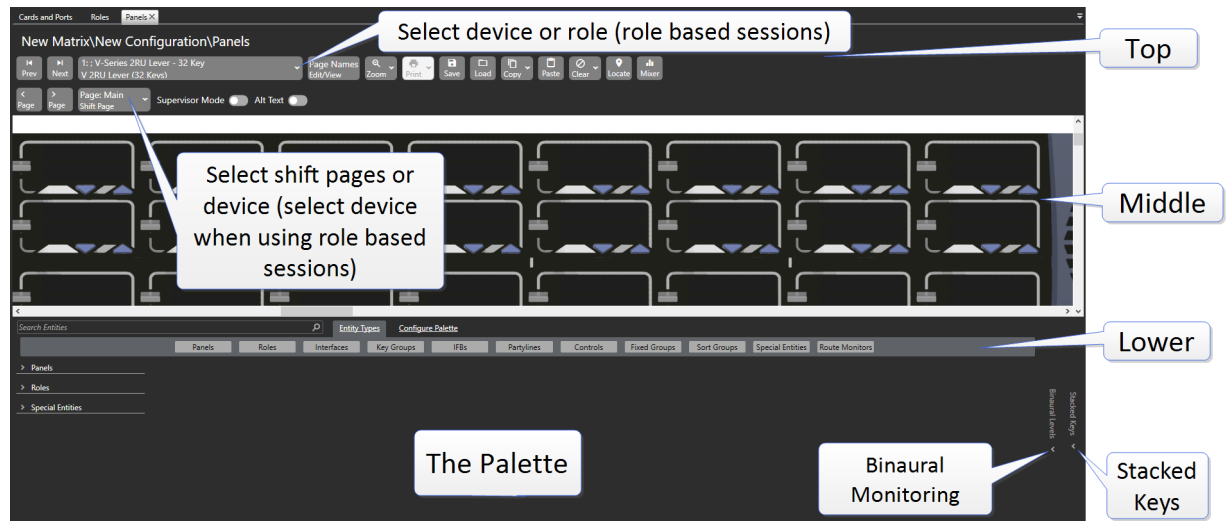 Cards and Ports Roles Panels X
New Matrix\New Configuration\Panels
Select device or role (role based sessions)
Top
Prev Next 1: ; V-Series 2RU Lever - 32 Key
V 2RU Lever (32 Keys)
Page Names
Edit/View
Zoom Print Save Load Copy Paste Clear Locate Mixer
< Page > Page Page: Main
Shift Page
Supervisor Mode Alt Text
Select shift pages or
device (select device
when using role based
sessions)
Middle
Search Entities Entity Types Configure Palette
Panels Roles Interfaces Key Groups IFBs Partylines Controls Fixed Groups Sort Groups Special Entities Route Monitors
Lower
> Panels
> Roles
> Special Entities
The Palette
Binaural Levels
Stacked Keys
Binaural
Monitoring
Stacked
Keys